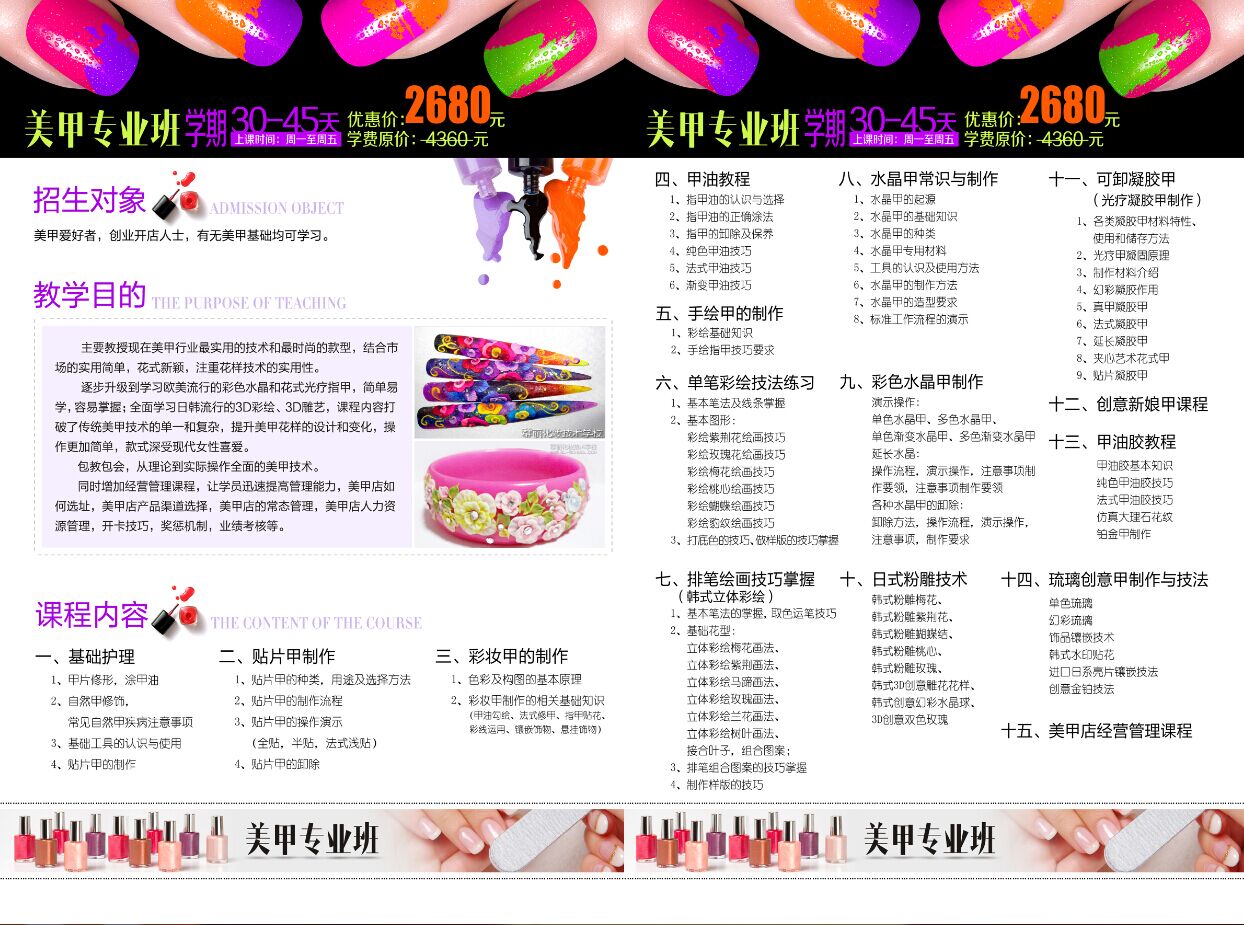 美甲专业班 学期 30-45天 优惠价:2680元
上课时间：周一至周五 学费原价：4360元
招生对象 ADMISSION OBJECT
美甲爱好者，创业开店人士，有无美甲基础均可学习。
教学目的 THE PURPOSE OF TEACHING
主要教授现在美甲行业最实用的技术和最时尚的款型，结合市
场的实用简单，花式新颖，注重花样技术的实用性。
逐步升级到学习欧美流行的彩色水晶和花式光疗指甲，简单易
学，容易掌握；全面学习日韩流行的3D彩绘、3D雕艺，课程内容打
破了传统美甲技术的单一和复杂，提升美甲花样的设计和变化，操
作更加简单，款式深受现代女性喜爱。
包教包会，从理论到实际操作全面的美甲技术。
同时增加经营管理课程，让学员迅速提高管理能力，美甲店如
何选址，美甲店产品渠道选择，美甲店的常态管理，美甲店人力资
源管理，开卡技巧，奖惩机制，业绩考核等。
课程内容 THE CONTENT OF THE COURSE
一、基础护理
1、甲片修形，涂甲油
2、自然甲修饰，
常见自然甲疾病注意事项
3、基础工具的认识与使用
4、贴片甲的制作
二、贴片甲制作
1、贴片甲的种类，用途及选择方法
2、贴片甲的制作流程
3、贴片甲的操作演示
（全贴，半贴，法式浅贴）
4、贴片甲的卸除
三、彩妆甲的制作
1、色彩及构图的基本原理
2、彩妆甲制作的相关基础知识
（甲油勾绘、法式修甲、指甲贴花、
彩线运用、镶嵌饰物、悬挂饰物）
美甲专业班
美甲专业班 学期 30-45天 优惠价:2680元
上课时间：周一至周五 学费原价：4360元
四、甲油教程
1、指甲油的认识与选择
2、指甲油的正确涂法
3、指甲的卸除及保养
4、纯色甲油技巧
5、法式甲油技巧
6、渐变甲油技巧
五、手绘甲的制作
1、彩绘基础知识
2、手绘指甲技巧要求
六、单笔彩绘技法练习
1、基本笔法及线条掌握
2、基本图形：
彩绘紫荆花绘画技巧
彩绘玫瑰花绘画技巧
彩绘梅花绘画技巧
彩绘桃心绘画技巧
彩绘蝴蝶绘画技巧
彩绘豹纹绘画技巧
3、打底色的技巧、做样版的技巧掌握
七、排笔绘画技巧掌握
（韩式立体彩绘）
1、基本笔法的掌握，取色运笔技巧
2、基础花型：
立体彩绘梅花画法、
立体彩绘紫荆画法、
立体彩绘马蹄画法、
立体彩绘玫瑰画法、
立体彩绘兰花画法、
立体彩绘树叶画法、
接合叶子，组合图案；
3、排笔组合图案的技巧掌握
4、制作样版的技巧
八、水晶甲常识与制作
1、水晶甲的起源
2、水晶甲的基础知识
3、水晶甲的种类
4、水晶甲专用材料
5、工具的认识及使用方法
6、水晶甲的制作方法
7、水晶甲的造型要求
8、标准工作流程的演示
九、彩色水晶甲制作
演示操作：
单色水晶甲、多色水晶甲、
单色渐变水晶甲、多色渐变水晶甲
延长水晶：
操作流程，演示操作，注意事项制
作要领，注意事项制作要领
各种水晶甲的卸除：
卸除方法，操作流程，演示操作，
注意事项，制作要求
十、日式粉雕技术
韩式粉雕梅花、
韩式粉雕紫荆花、
韩式粉雕蝴蝶结、
韩式粉雕桃心、
韩式粉雕玫瑰、
韩式3D创意雕花花样、
韩式创意幻彩水晶球、
3D创意双色玫瑰
十一、可卸凝胶甲
（光疗凝胶甲制作）
1、各类凝胶甲材料特性、
使用和储存方法
2、光疗甲凝固原理
3、制作材料介绍
4、幻彩凝胶作用
5、真甲凝胶甲
6、法式凝胶甲
7、延长凝胶甲
8、夹心艺术花式甲
9、贴片凝胶甲
十二、创意新娘甲课程
十三、甲油胶教程
甲油胶基本知识
纯色甲油胶技巧
法式甲油胶技巧
仿真大理石花纹
铂金甲制作
十四、琉璃创意甲制作与技法
单色琉璃
幻彩琉璃
饰品镶嵌技术
韩式水印贴花
进口日系亮片镶嵌技法
创意金铂技法
十五、美甲店经营管理课程
美甲专业班